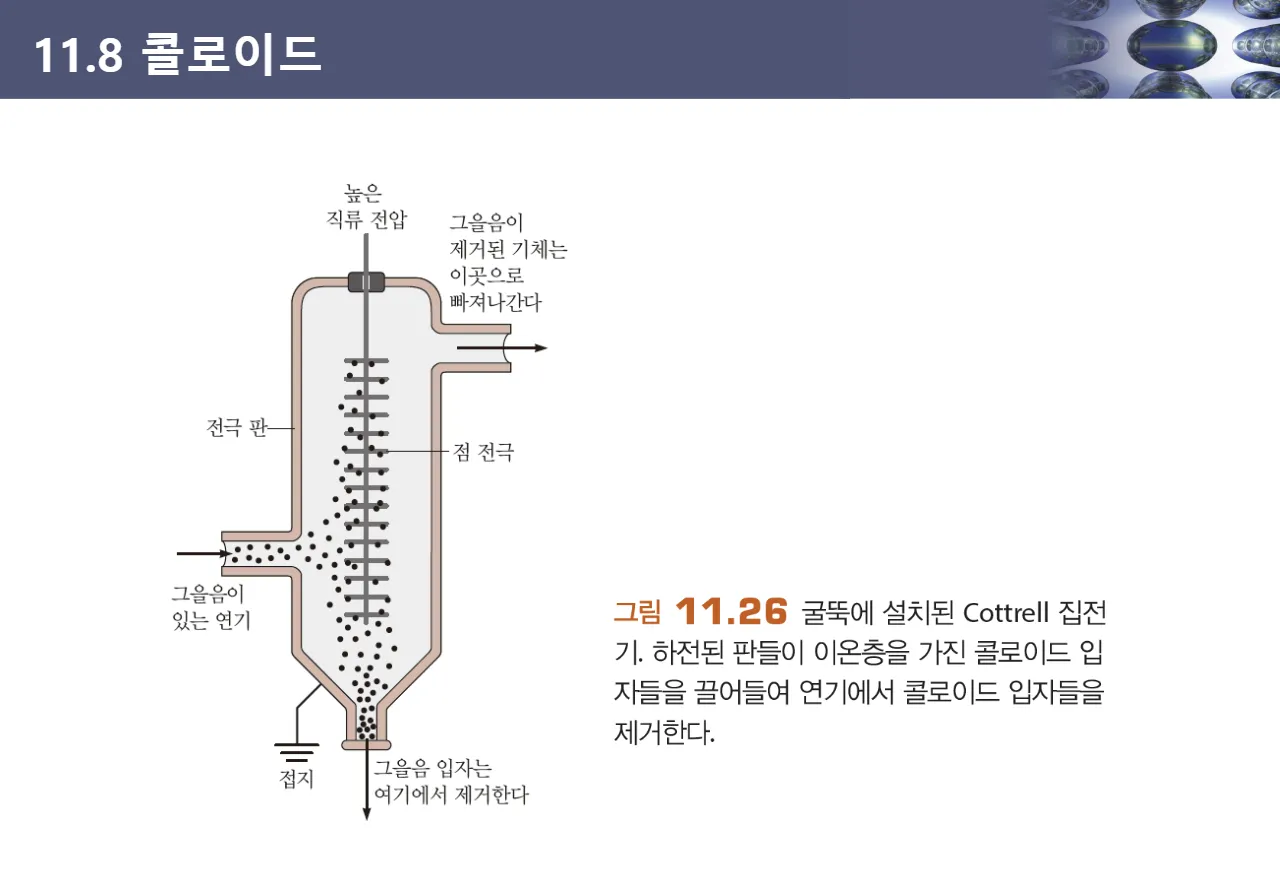 11.8 콜로이드
높은
직류 전압
그을음이
제거된 기체는
이곳으로
빠져나간다
전극 판
점 전극
그을음이
있는 연기
접지
그을음 입자는
여기에서 제거한다
그림 11.26 굴뚝에 설치된 Cottrell 집전
기. 하전된 판들이 이온층을 가진 콜로이드 입
자들을 끌어들여 연기에서 콜로이드 입자들을
제거한다.